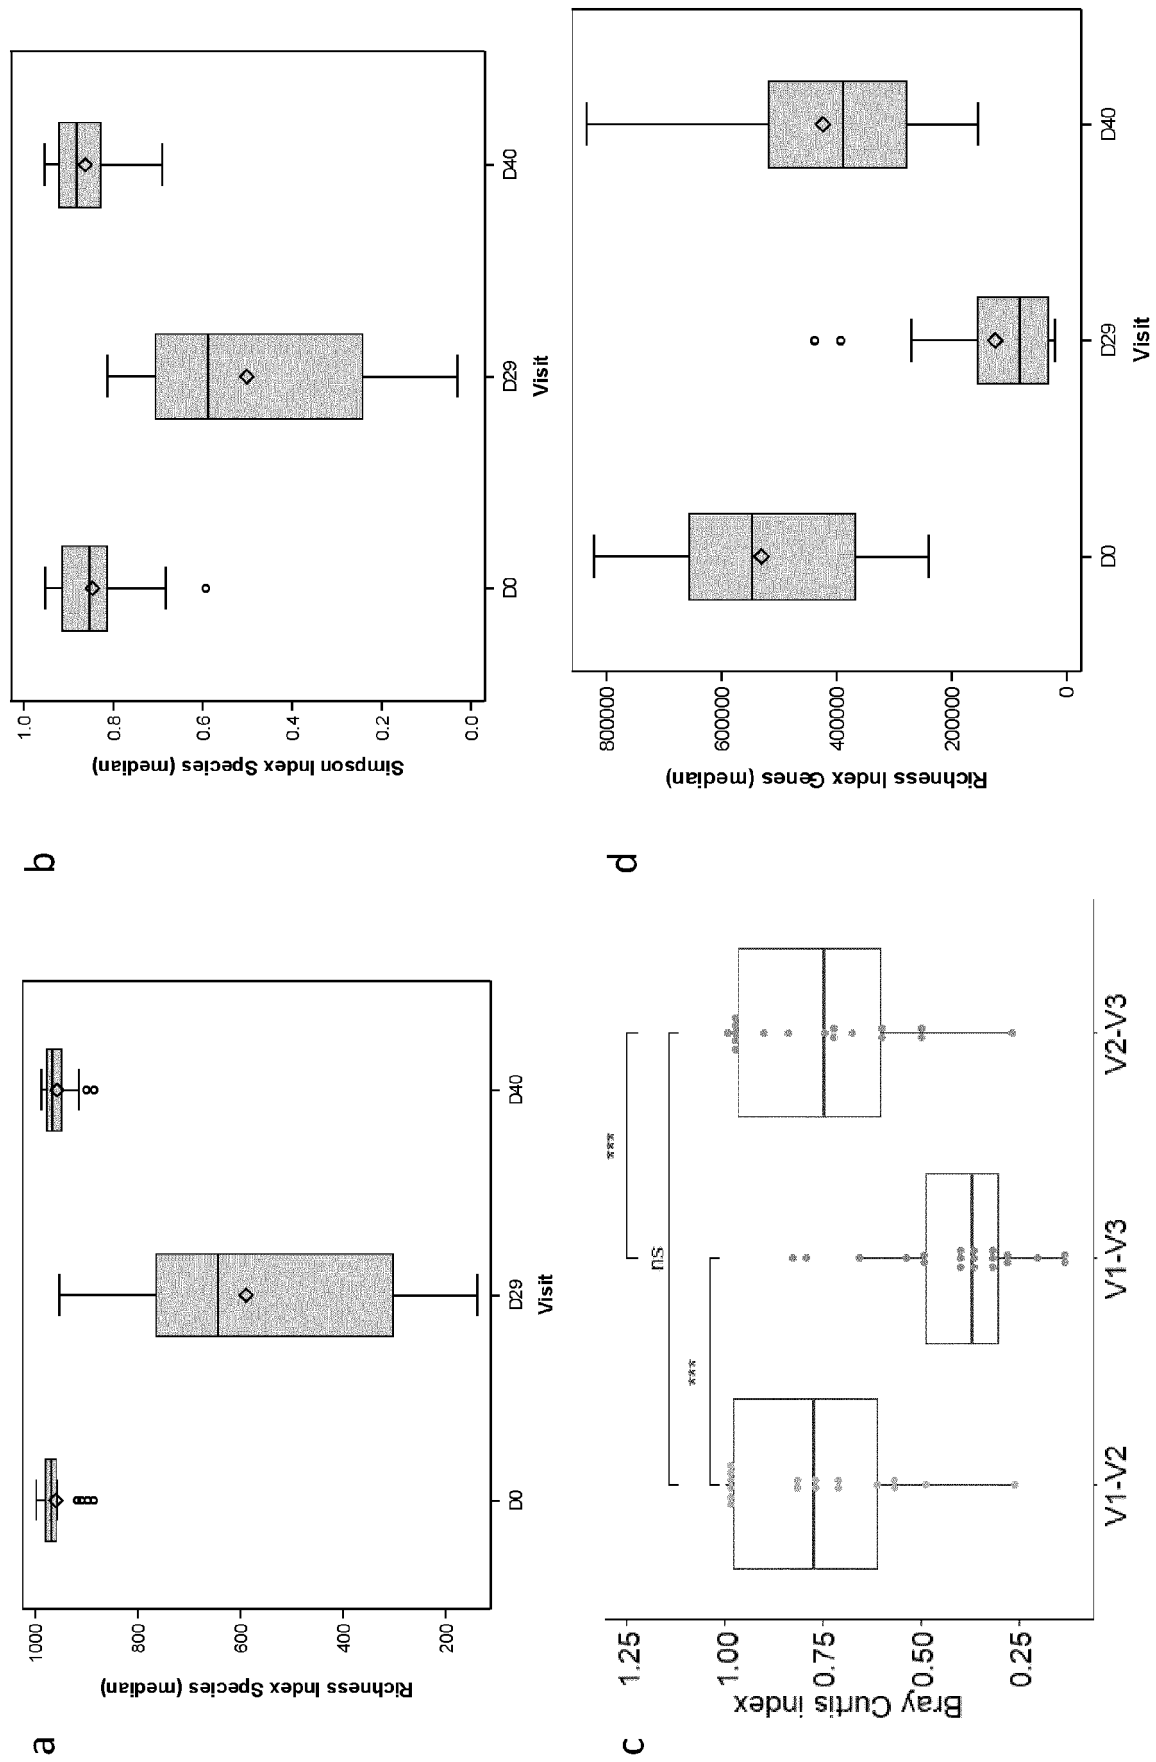 a
Richness Index Species (median)
1000
800
600
400
200
D0
D29
D40
Visit
b
Simpson Index Species (median)
1.0
0.8
0.6
0.4
0.2
0.0
D0
D29
D40
Visit
c
Bray Curtis index
1.25
1.00
0.75
0.50
0.25
***
ns
***
V1-V2
V1-V3
V2-V3
d
Richness Index Genes (median)
800000
600000
400000
200000
0
D0
D29
D40
Visit